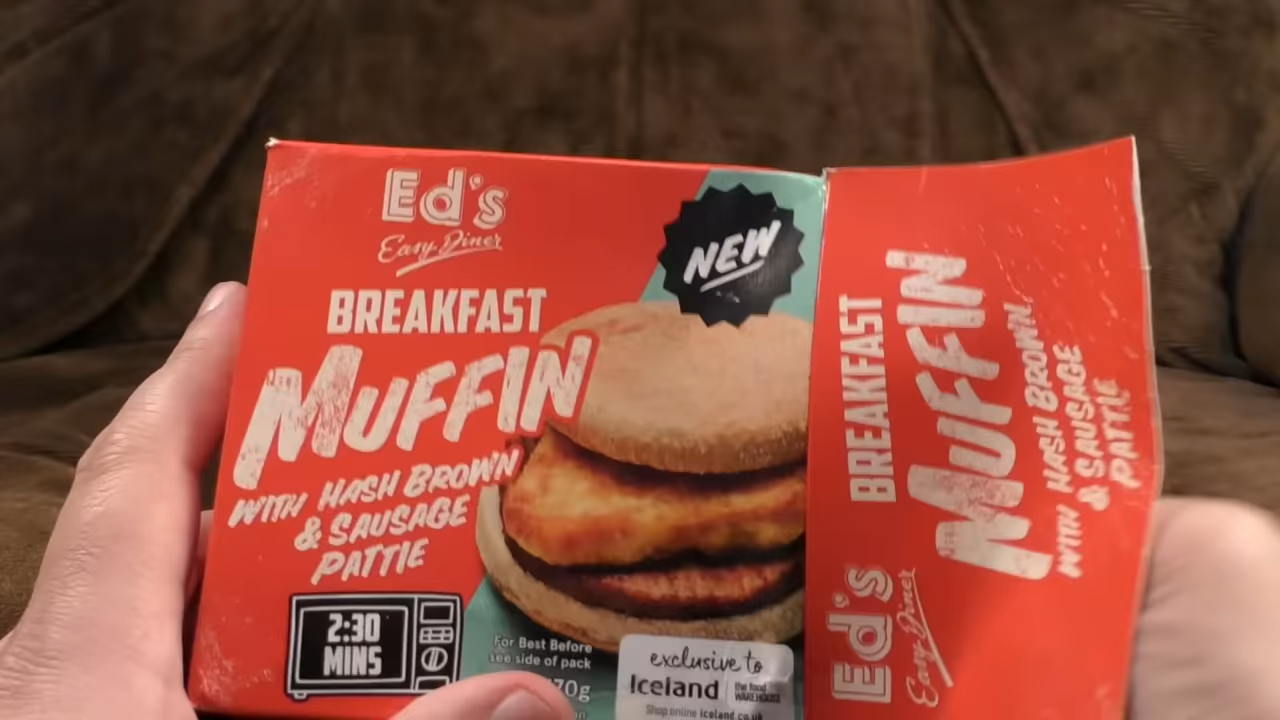 Ed's
Easy Diner
NEW
BREAKFAST
MUFFIN
WITH HASH BROWN
& SAUSAGE
PATTIE
2:30
MINS
For Best Before
see side of pack
70g
exclusive to
Iceland
the food
WAREHOUSE
Shop online iceland.co.uk
BREAKFAST
MUFFIN
WITH HASH BROWN
& SAUSAGE
PATTIE
Ed's
Easy Diner